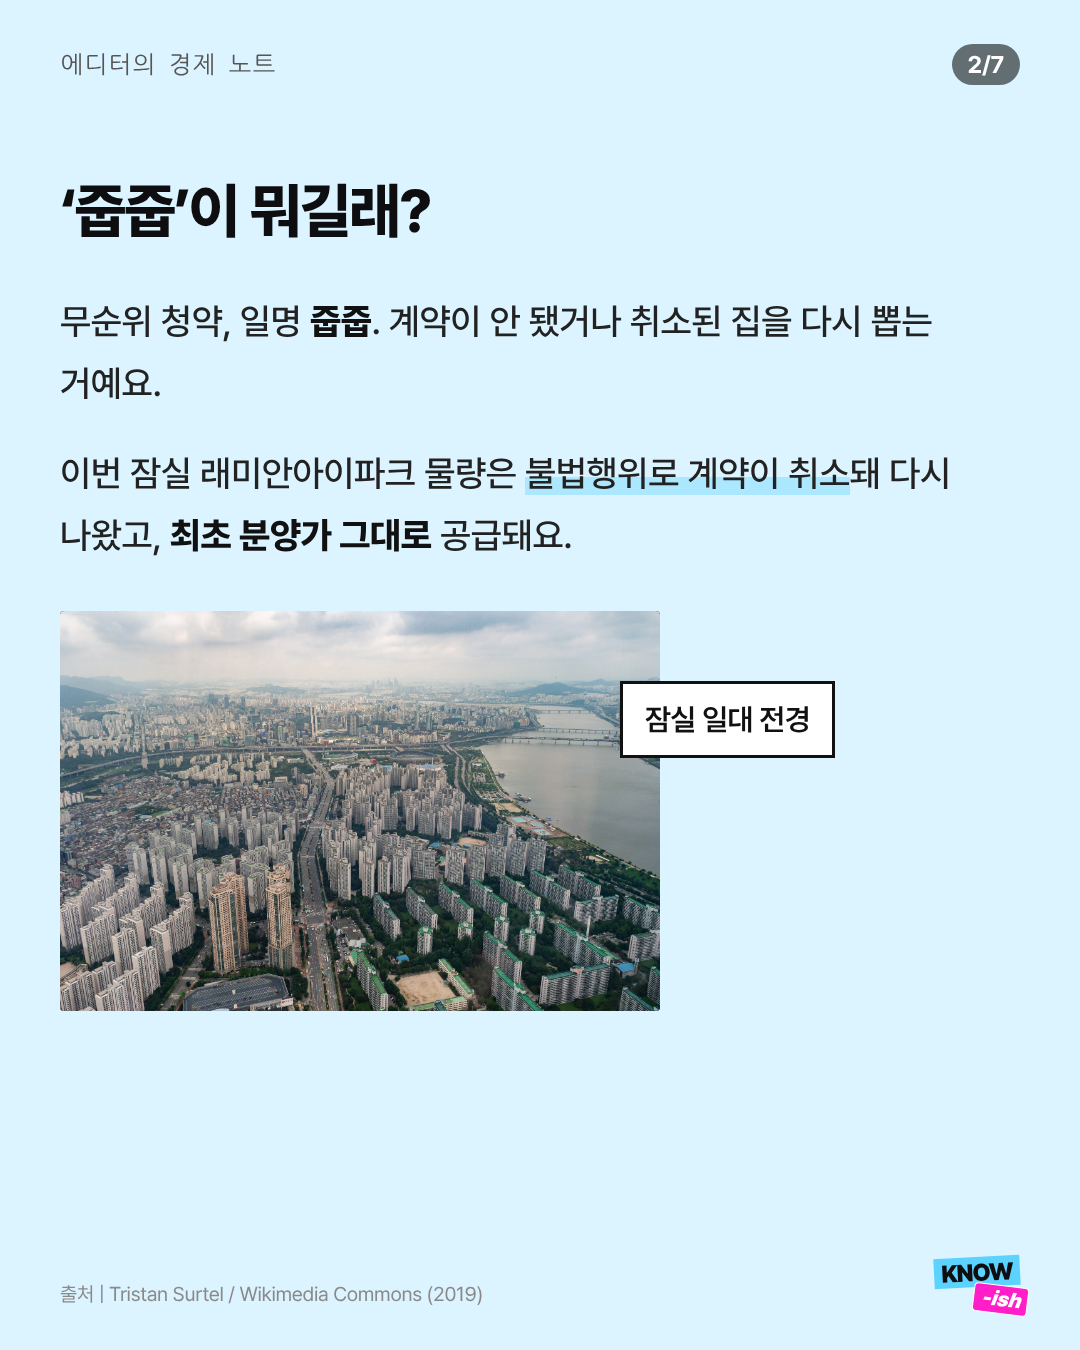 에디터의 경제 노트
2/7
‘줍줍’이 뭐길래?
무순위 청약, 일명 줍줍. 계약이 안 됐거나 취소된 집을 다시 뽑는
거예요.
이번 잠실 래미안아이파크 물량은 불법행위로 계약이 취소돼 다시
나왔고, 최초 분양가 그대로 공급돼요.
잠실 일대 전경
출처 | Tristan Surtel / Wikimedia Commons (2019)
KNOW
-ish